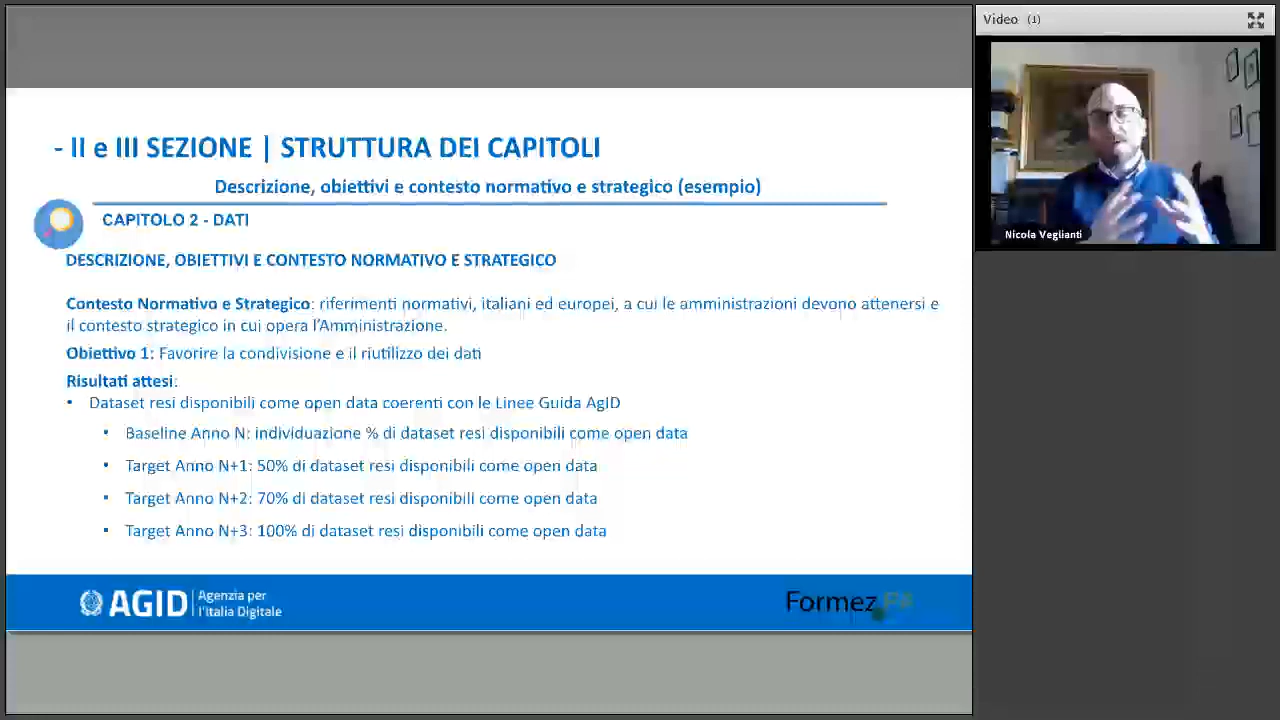 Video (1)
- II e III SEZIONE | STRUTTURA DEI CAPITOLI
Descrizione, obiettivi e contesto normativo e strategico (esempio)
CAPITOLO 2 - DATI
DESCRIZIONE, OBIETTIVI E CONTESTO NORMATIVO E STRATEGICO
Contesto Normativo e Strategico: riferimenti normativi, italiani ed europei, a cui le amministrazioni devono attenersi e
il contesto strategico in cui opera l'Amministrazione.
Obiettivo 1: Favorire la condivisione e il riutilizzo dei dati
Risultati attesi:
• Dataset resi disponibili come open data coerenti con le Linee Guida AgID
• Baseline Anno N: individuazione % di dataset resi disponibili come open data
• Target Anno N+1: 50% di dataset resi disponibili come open data
• Target Anno N+2: 70% di dataset resi disponibili come open data
• Target Anno N+3: 100% di dataset resi disponibili come open data
AGID
Agenzia per
l'Italia Digitale
Formez PA
Nicola Veglianti